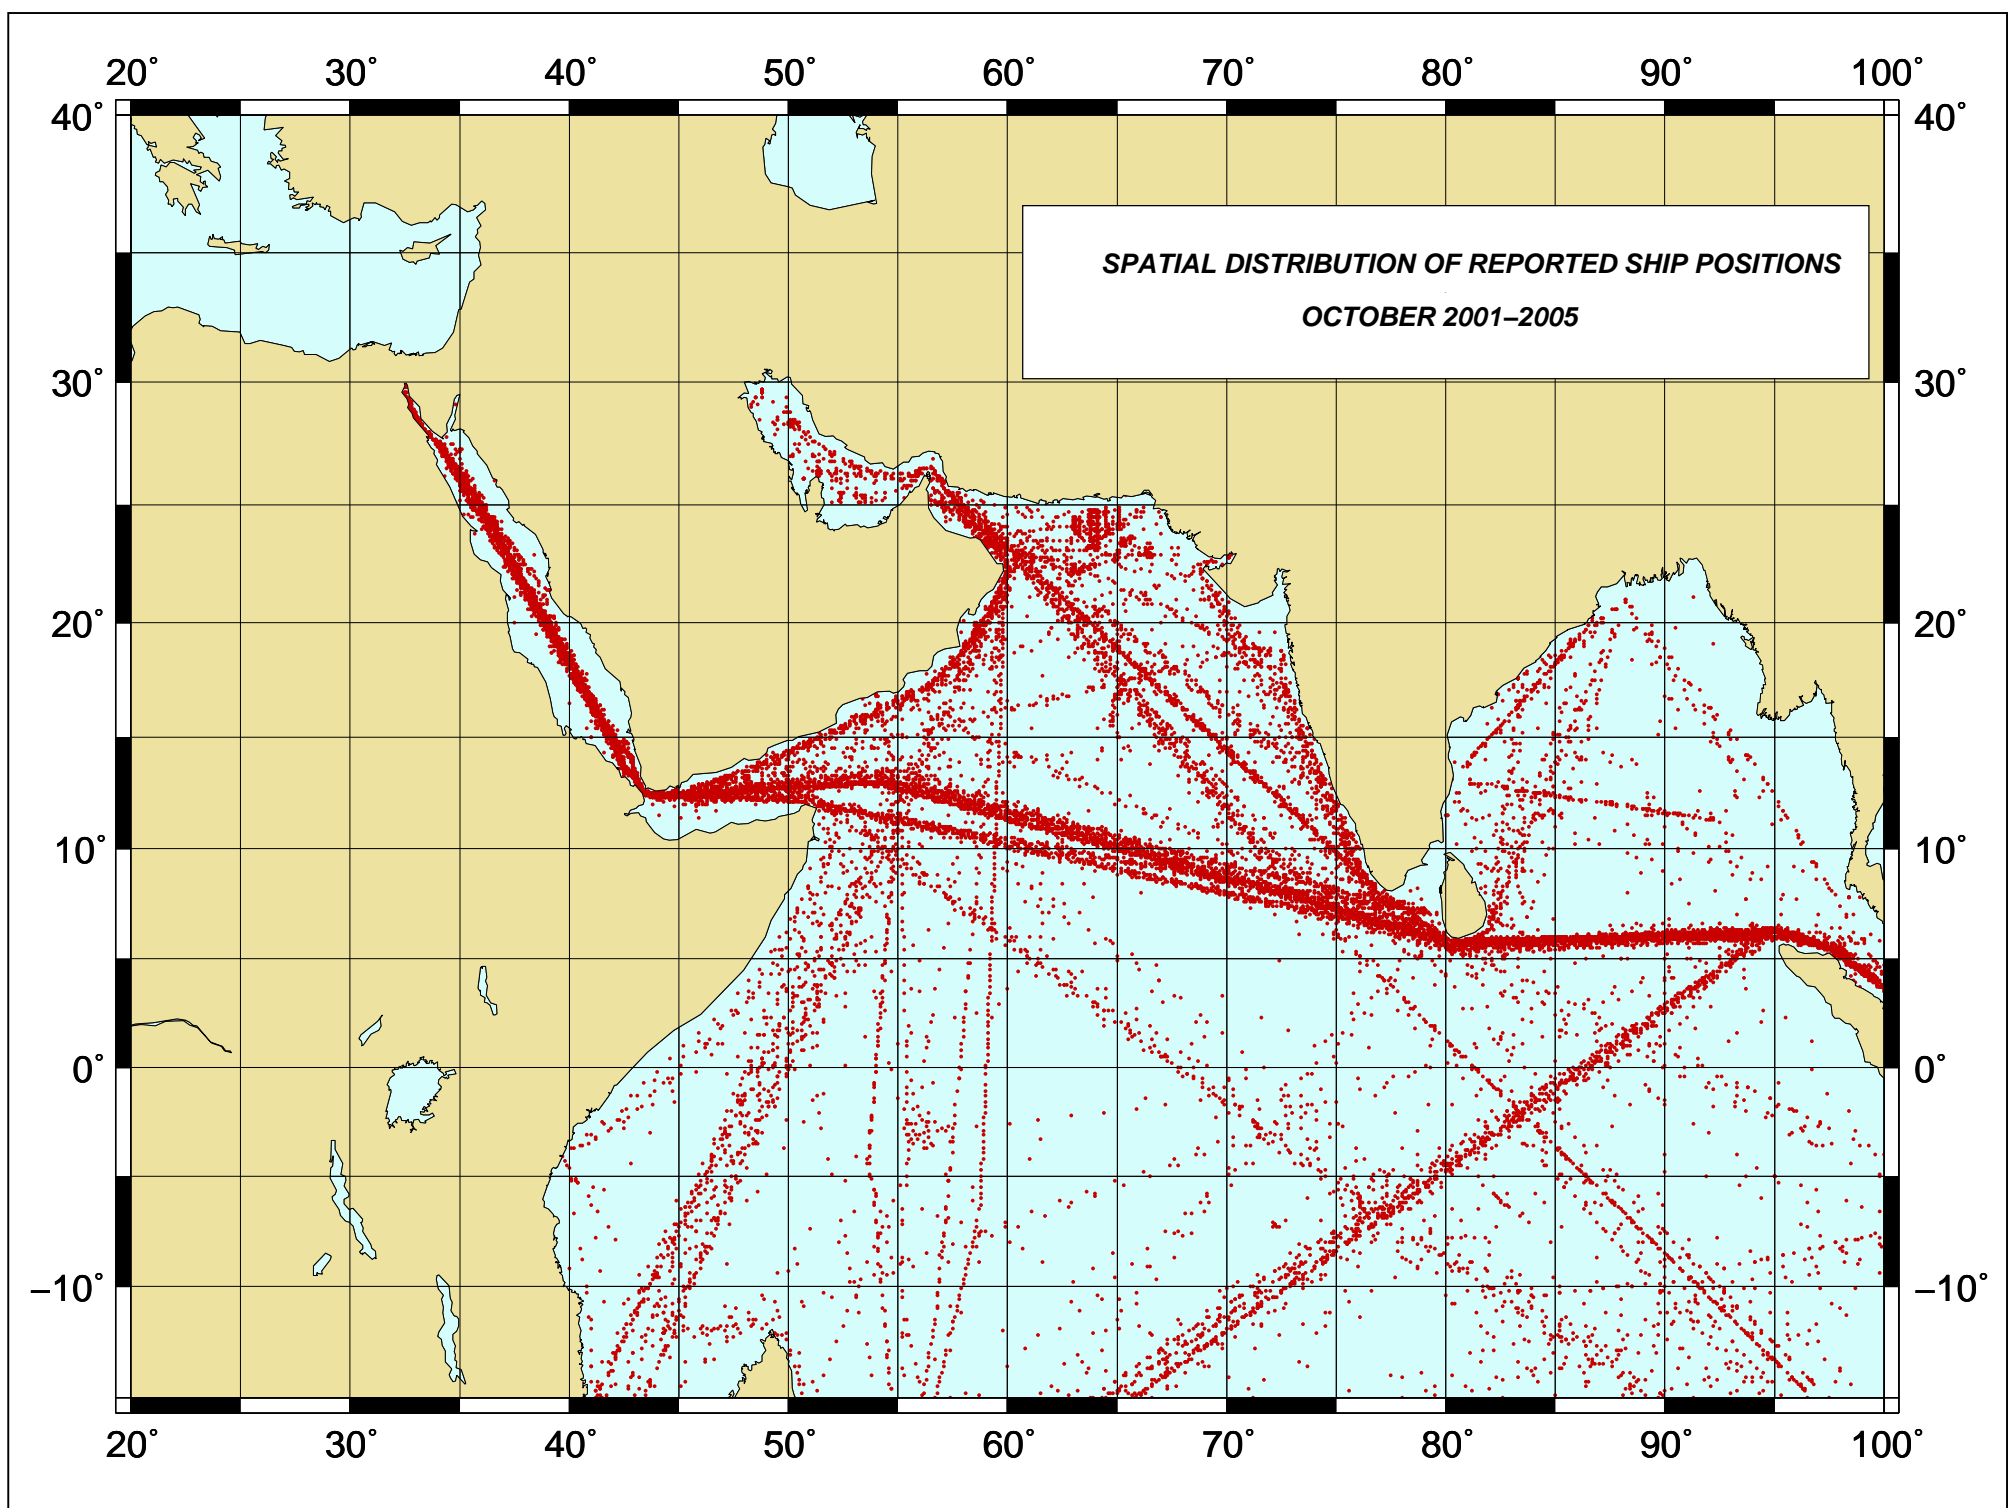 20° 30° 40° 50° 60° 70° 80° 90° 100°
40° 40°
SPATIAL DISTRIBUTION OF REPORTED SHIP POSITIONS
OCTOBER 2001–2005
30° 30°
20° 20°
10° 10°
0° 0°
−10° −10°
20° 30° 40° 50° 60° 70° 80° 90° 100°